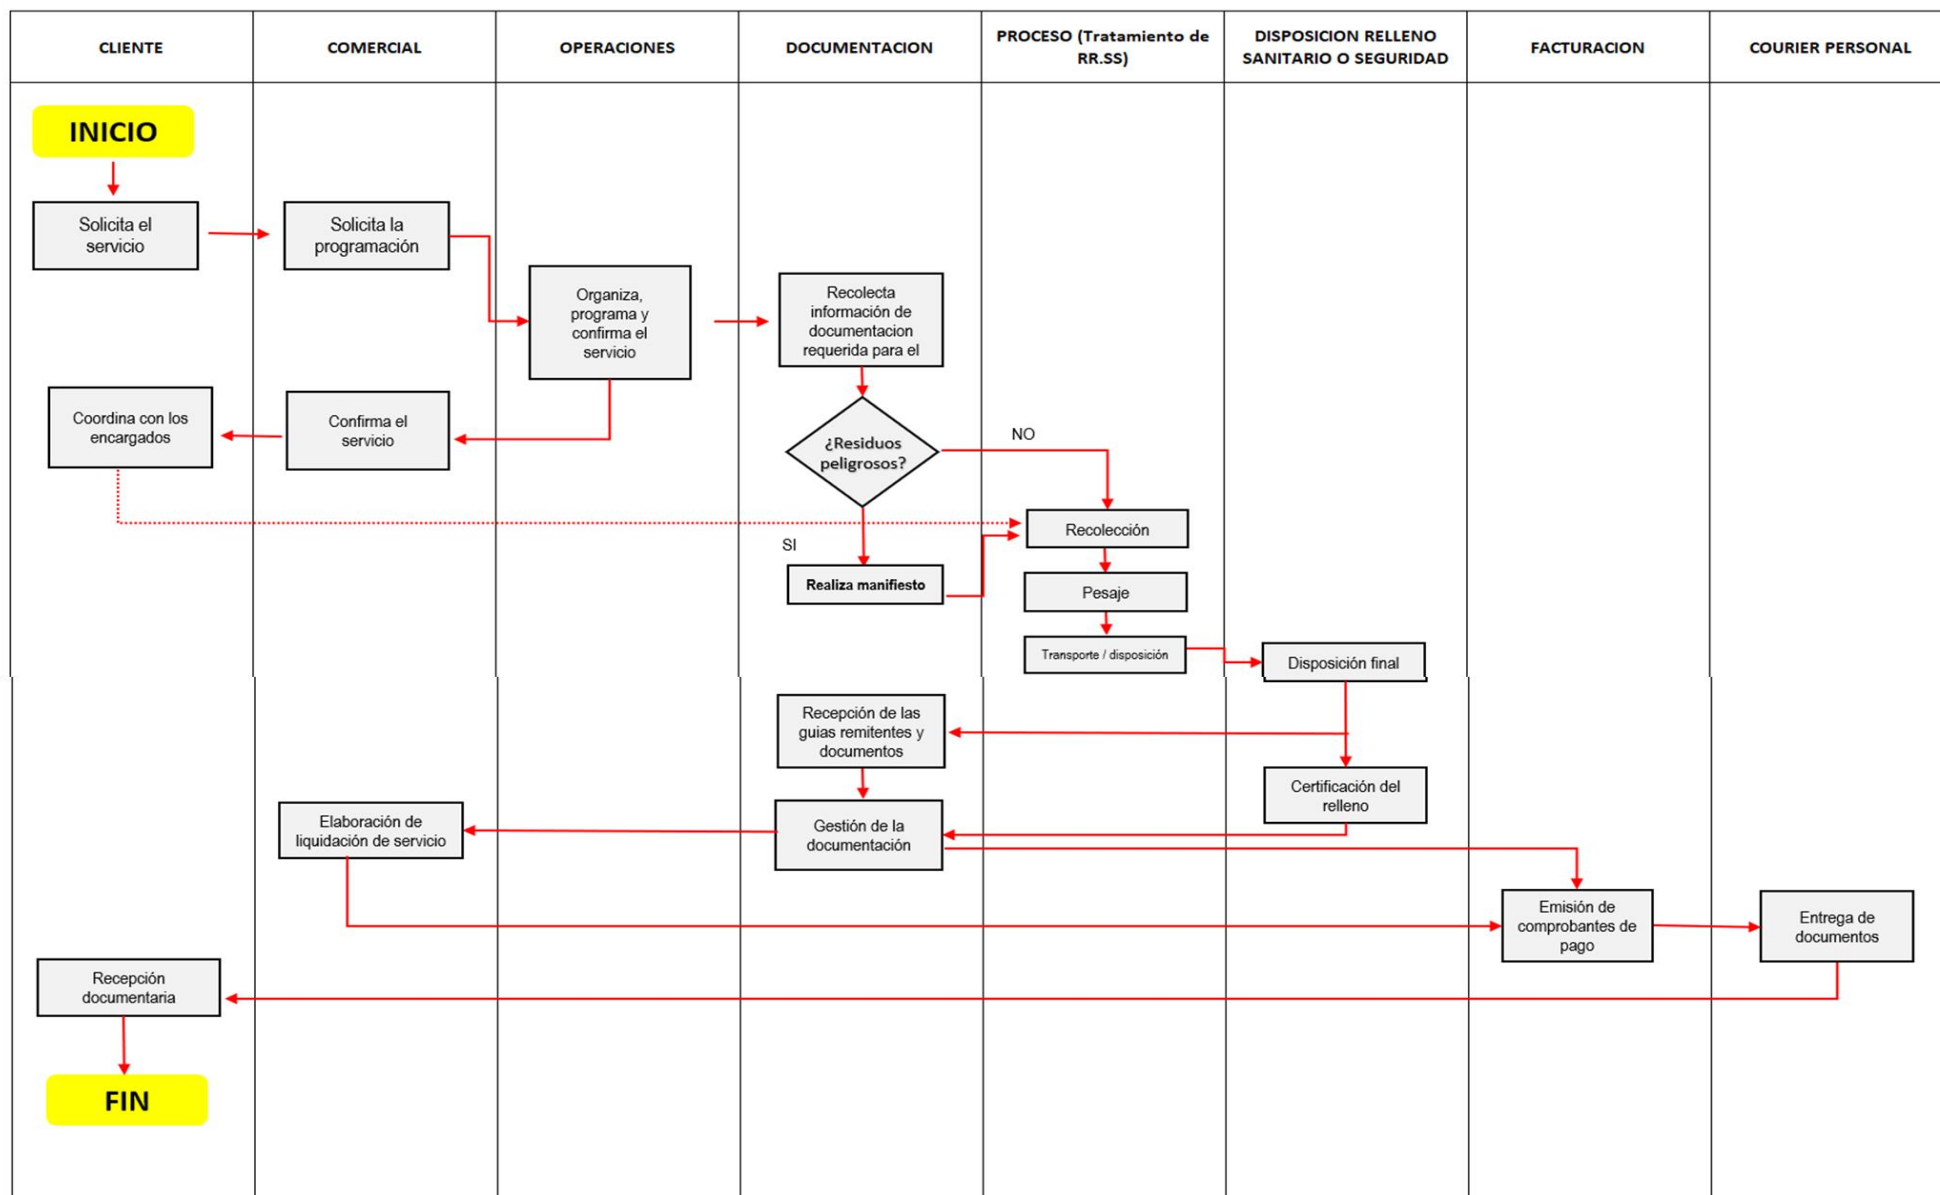 CLIENTE
COMERCIAL
OPERACIONES
DOCUMENTACION
PROCESO (Tratamiento de
RR.SS)
DISPOSICION RELLENO
SANITARIO O SEGURIDAD
FACTURACION
COURIER PERSONAL
INICIO
Solicita el
servicio
Solicita la
programación
Organiza,
programa y
confirma el
servicio
Recolecta
información de
documentacion
requerida para el
Coordina con los
encargados
Confirma el
servicio
¿Residuos
peligrosos?
NO
SI
Realiza manifiesto
Recolección
Pesaje
Transporte / disposición
Disposición final
Recepción de las
guias remitentes y
documentos
Certificación del
relleno
Elaboración de
liquidación de servicio
Gestión de la
documentación
Emisión de
comprobantes de
pago
Entrega de
documentos
Recepción
documentaria
FIN